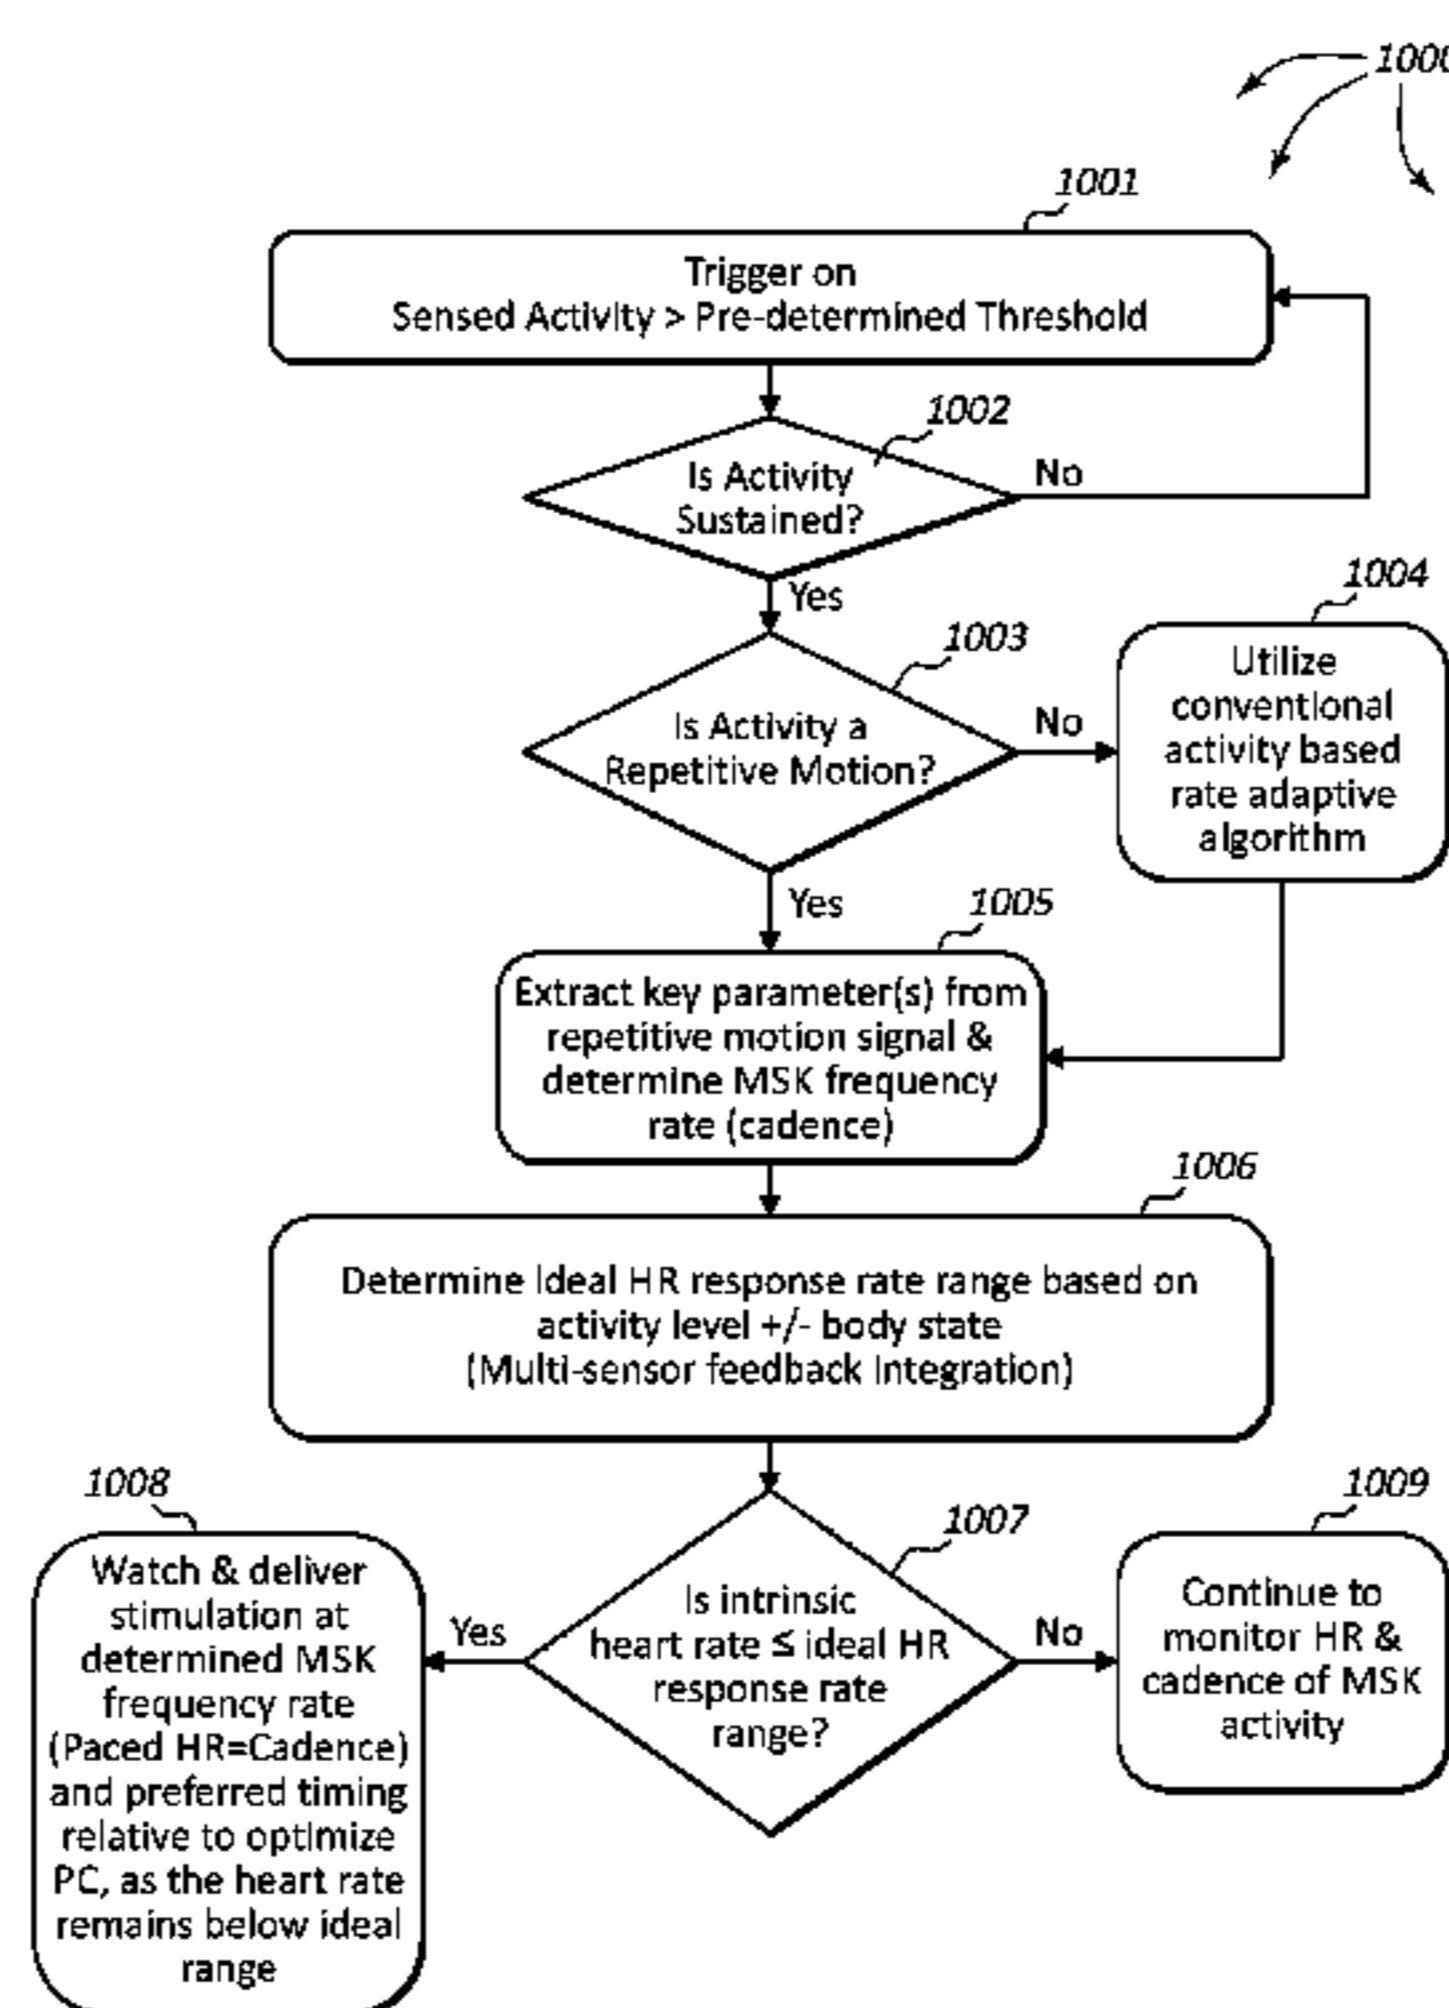 1000
1001
Trigger on
Sensed Activity > Pre-determined Threshold
1002
Is Activity
Sustained?
No
Yes
1003
Is Activity a
Repetitive Motion?
No
1004
Utilize
conventional
activity based
rate adaptive
algorithm
Yes
1005
Extract key parameter(s) from
repetitive motion signal &
determine MSK frequency
rate (cadence)
1006
Determine Ideal HR response rate range based on
activity level +/- body state
(Multi-sensor feedback Integration)
1007
Is intrinsic
heart rate ≤ ideal HR
response rate
range?
Yes
1008
Watch & deliver
stimulation at
determined MSK
frequency rate
(Paced HR=Cadence)
and preferred timing
relative to optimize
PC, as the heart rate
remains below ideal
range
No
1009
Continue to
monitor HR &
cadence of MSK
activity